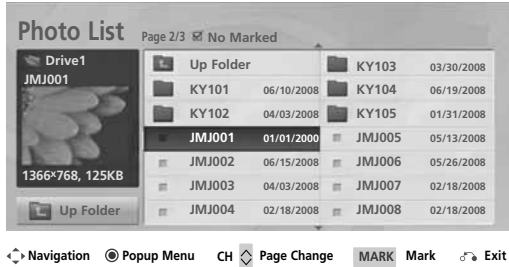 Photo List Page 2/3 No Marked
Drive1
JMJ001
1366×768, 125KB
Up Folder
Up Folder
KY101 06/10/2008
KY102 04/03/2008
JMJ001 01/01/2000
JMJ002 06/15/2008
JMJ003 04/03/2008
JMJ004 02/18/2008
KY103 03/30/2008
KY104 06/19/2008
KY105 01/31/2008
JMJ005 05/13/2008
JMJ006 05/26/2008
JMJ007 02/18/2008
JMJ008 02/18/2008
Navigation Popup Menu CH Page Change MARK Mark Exit